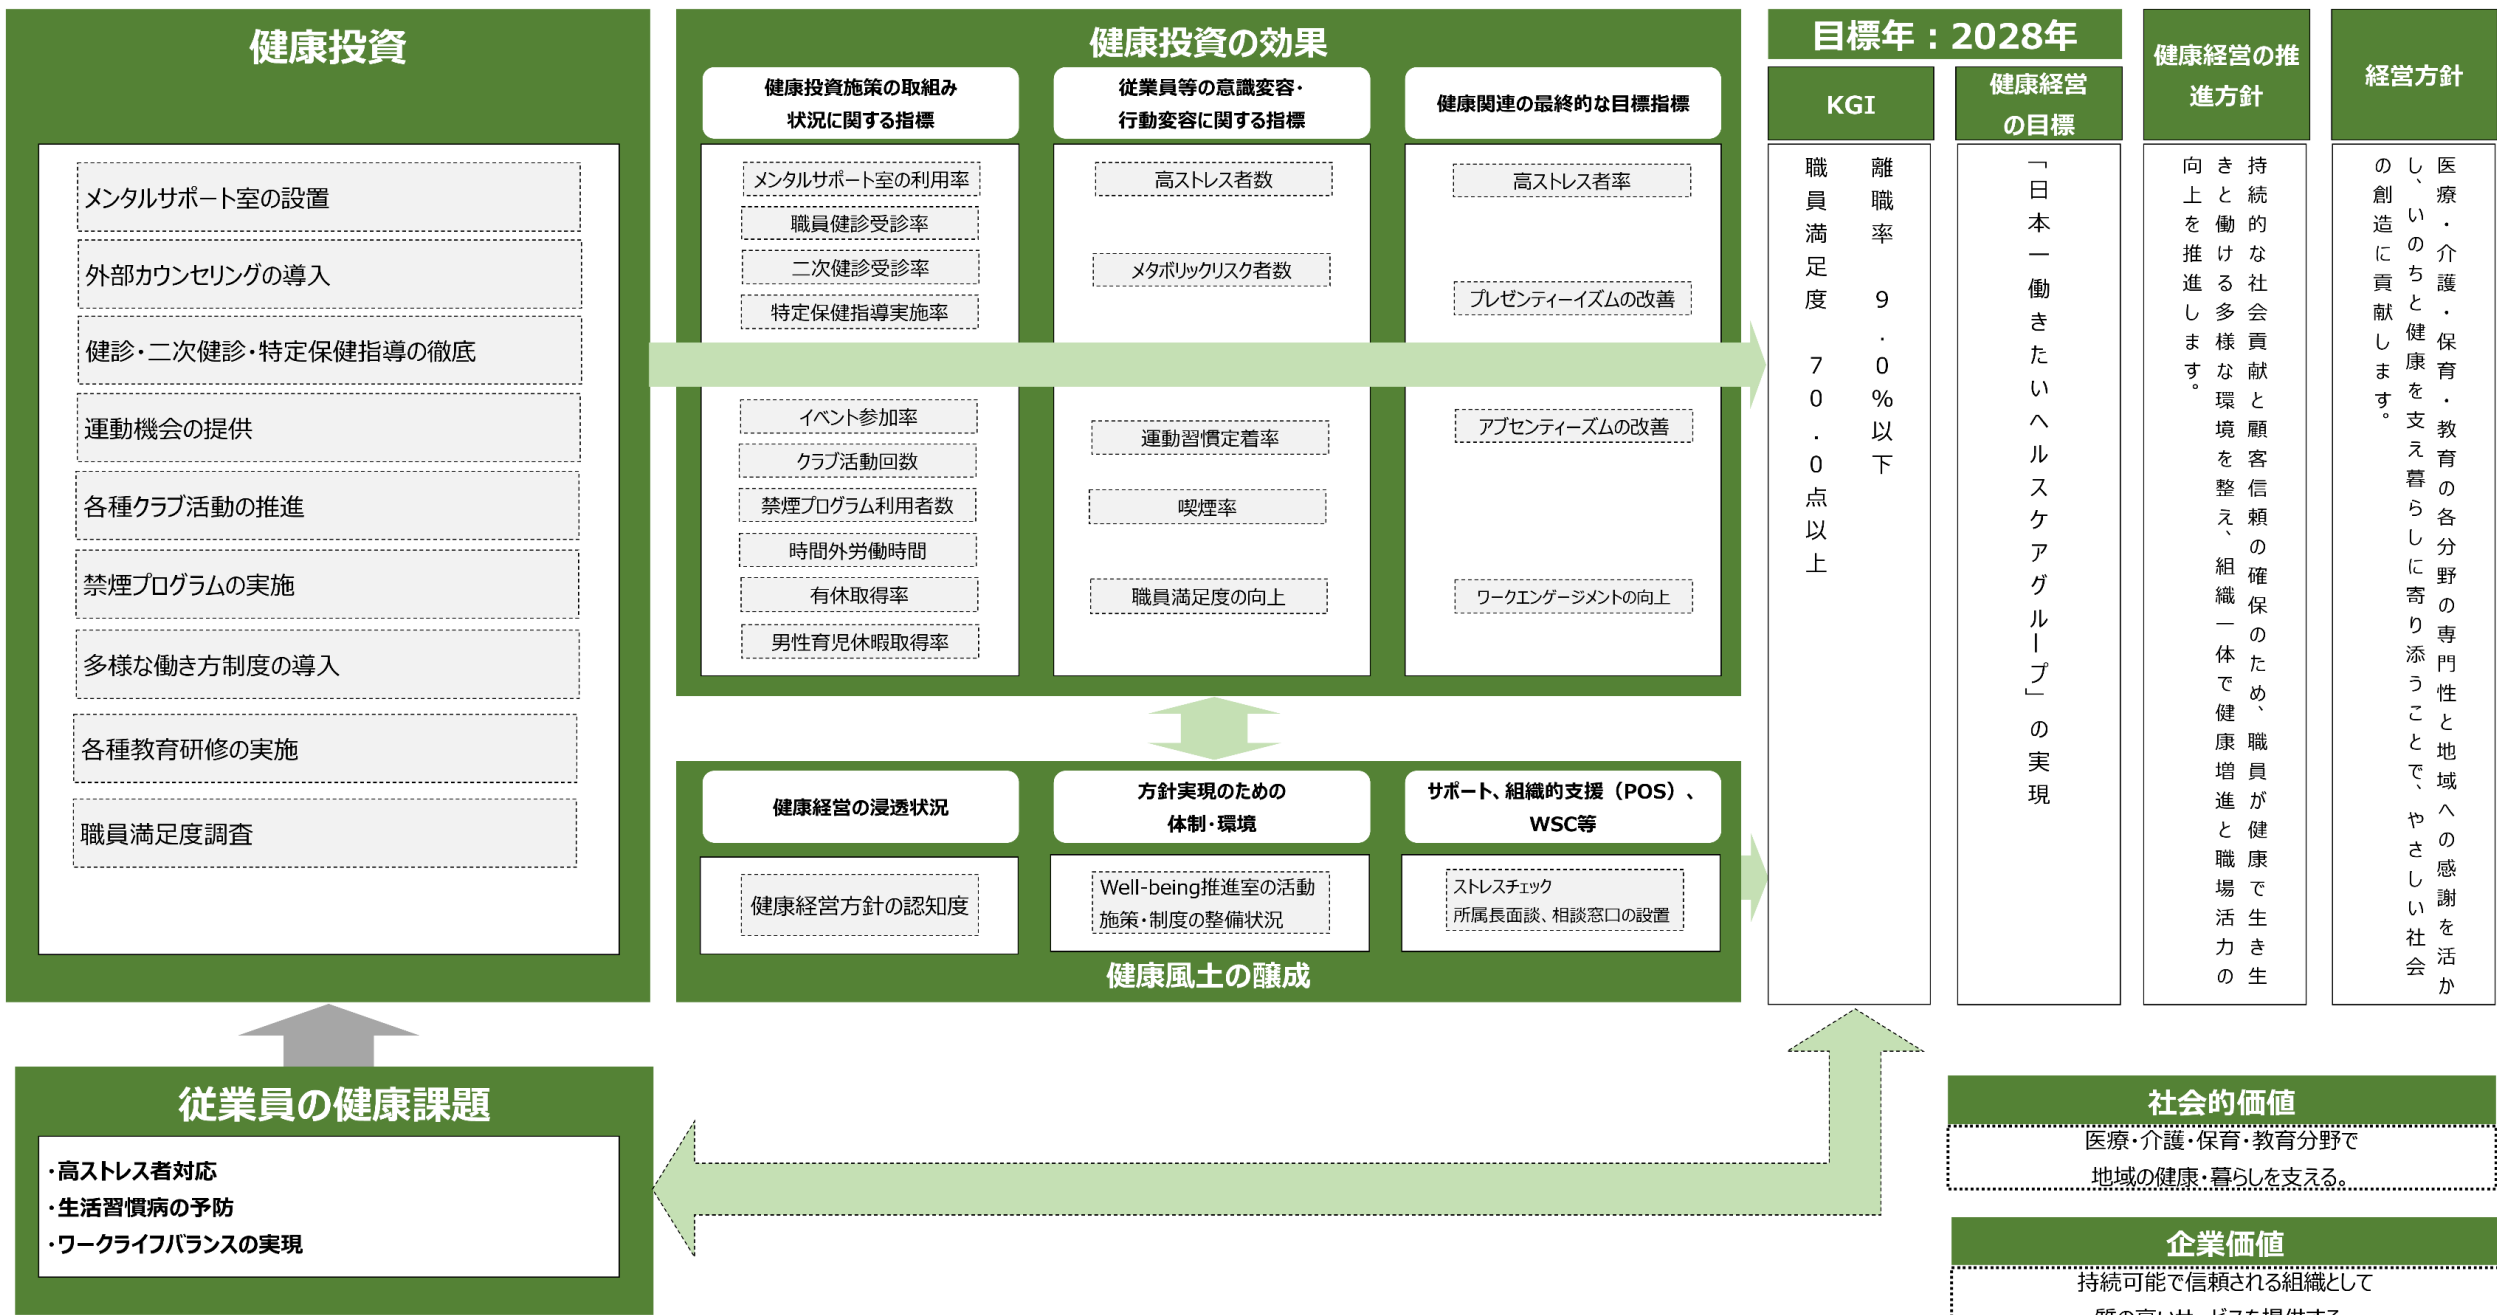 健康投資
メンタルサポート室の設置
外部カウンセリングの導入
健診・二次健診・特定保健指導の徹底
運動機会の提供
各種クラブ活動の推進
禁煙プログラムの実施
多様な働き方制度の導入
各種教育研修の実施
職員満足度調査
健康投資の効果
健康投資施策の取組み
状況に関する指標
メンタルサポート室の利用率
職員健診受診率
二次健診受診率
特定保健指導実施率
イベント参加率
クラブ活動回数
禁煙プログラム利用者数
時間外労働時間
有休取得率
男性育児休暇取得率
従業員等の意識変容・
行動変容に関する指標
高ストレス者数
メタボリックリスク者数
運動習慣定着率
喫煙率
職員満足度の向上
健康関連の最終的な目標指標
高ストレス者率
プレゼンティーイズムの改善
アブセンティーズムの改善
ワークエンゲージメントの向上
健康経営の浸透状況
健康経営方針の認知度
方針実現のための
体制・環境
Well-being推進室の活動
施策・制度の整備状況
サポート、組織的支援（POS）、
WSC等
ストレスチェック
所属長面談、相談窓口の設置
健康風土の醸成
目標年：2028年
KGI
離職率　9.0%以下
職員満足度　70.0点以上
健康経営
の目標
「日本一働きたいヘルスケアグループ」の実現
健康経営の推
進方針
持続的な社会貢献と顧客信頼の確保のため、職員が健康で生き生
きと働ける多様な環境を整え、組織一体で健康増進と職場活力の
向上を推進します。
経営方針
医療・介護・保育・教育の各分野の専門性と地域への感謝を活か
し、いのちと健康を支え暮らしに寄り添うことで、やさしい社会
の創造に貢献します。
従業員の健康課題
・高ストレス者対応
・生活習慣病の予防
・ワークライフバランスの実現
社会的価値
医療・介護・保育・教育分野で
地域の健康・暮らしを支える。
企業価値
持続可能で信頼される組織として